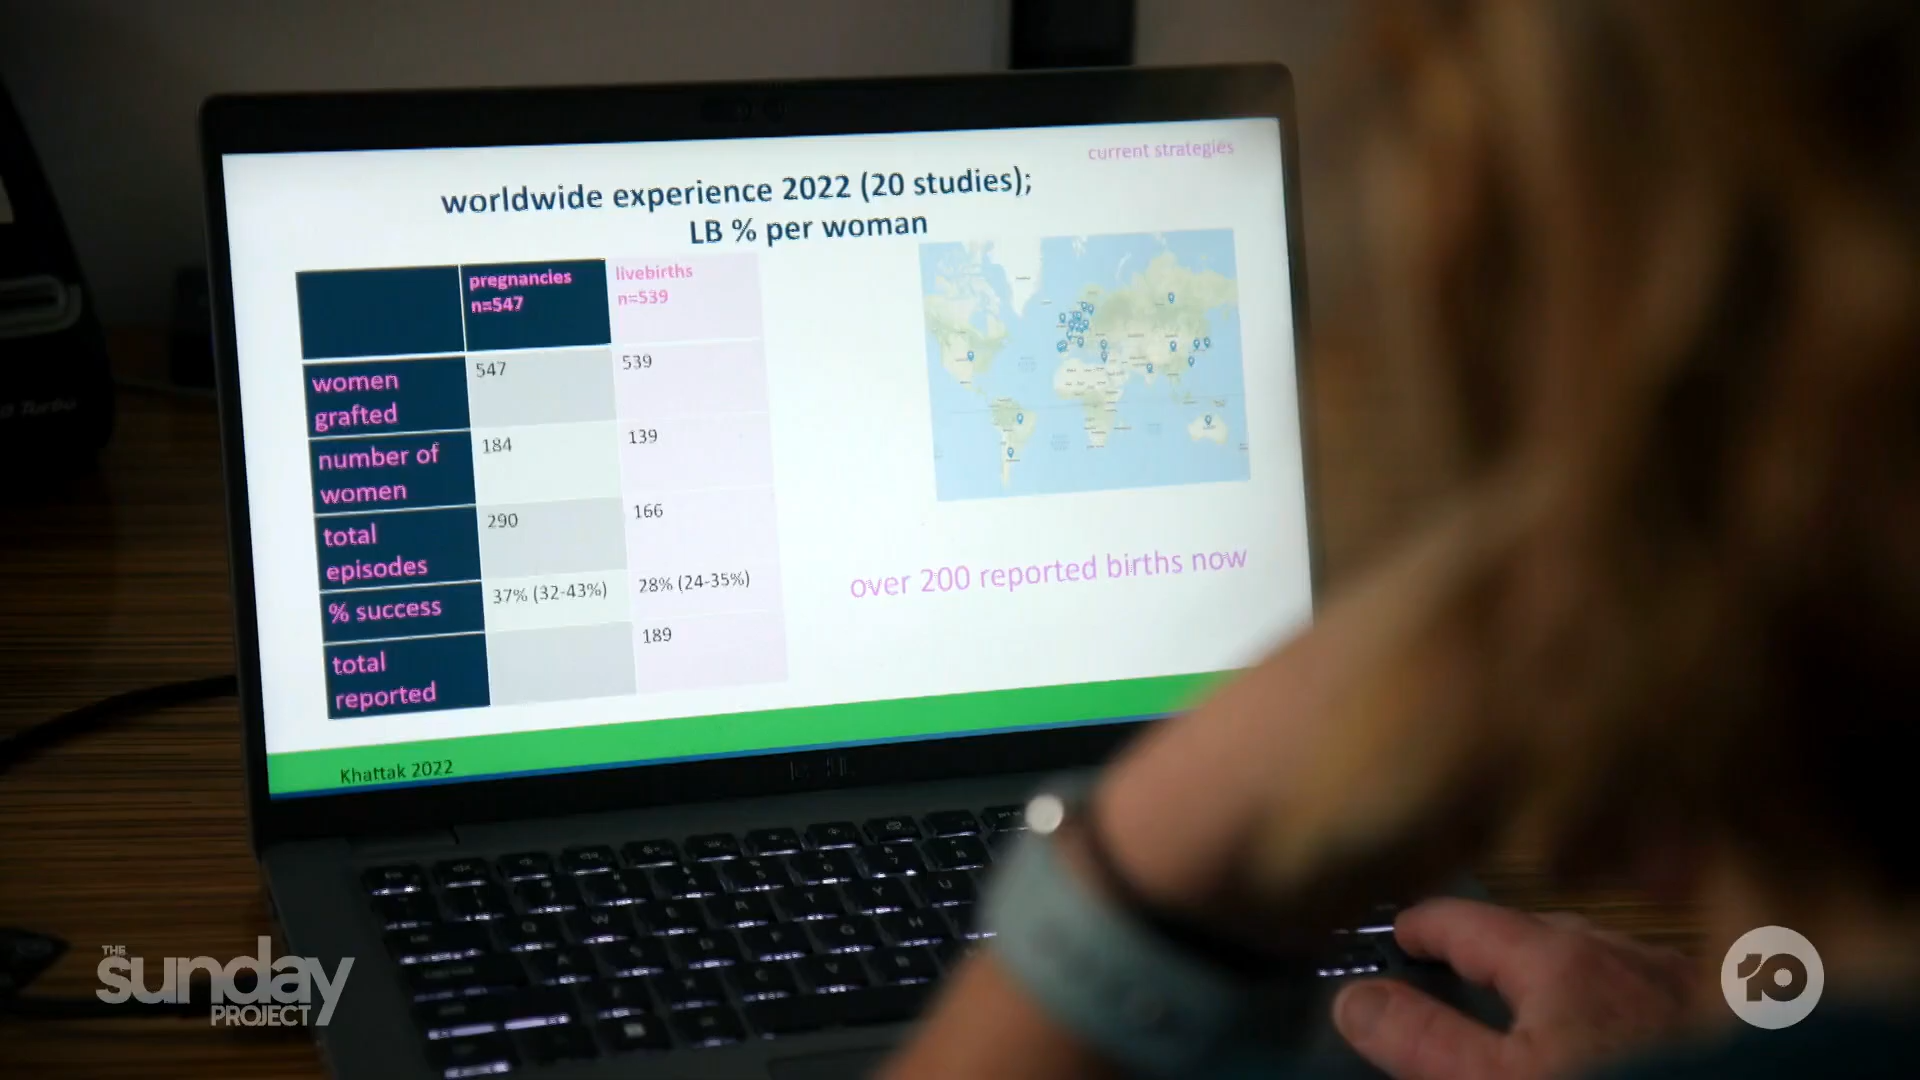 current strategies
worldwide experience 2022 (20 studies);
LB % per woman
pregnancies
n=547
livebirths
n=539
women
grafted
547
539
number of
women
184
139
total
episodes
290
166
% success
37% (32-43%)
28% (24-35%)
total
reported
189
over 200 reported births now
Khattak 2022
THE
sunday
PROJECT
10